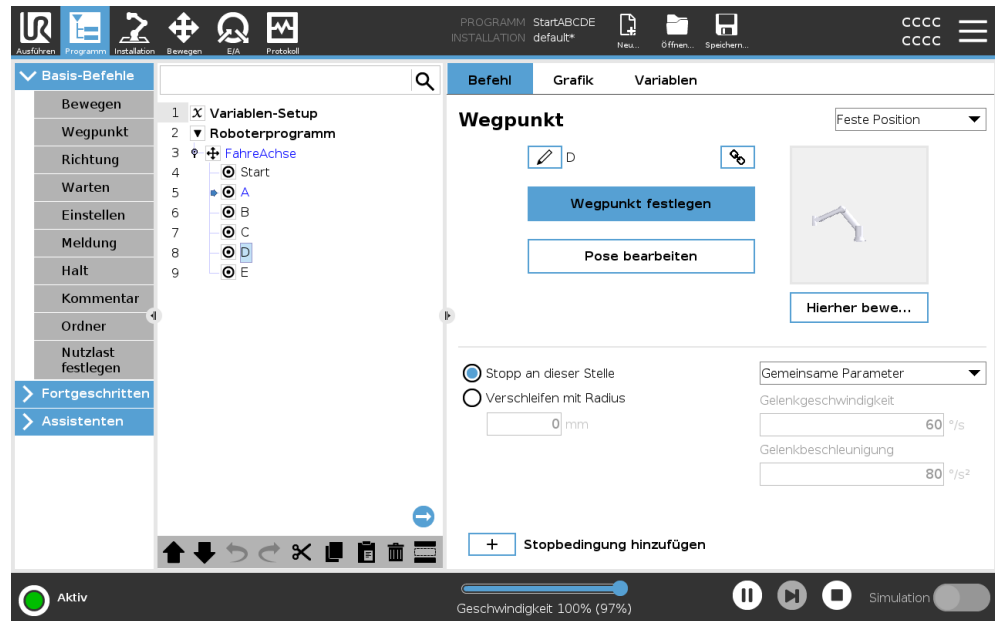 PROGRAMM StartABCDE
INSTALLATION default*
Neu... Öffnen... Speichern...
CCCC
CCCC
Ausführen Programm Installation Bewegen E/A Protokoll
Basis-Befehle
Bewegen
Wegpunkt
Richtung
Warten
Einstellen
Meldung
Halt
Kommentar
Ordner
Nutzlast
festlegen
Fortgeschritten
Assistenten
1 x Variablen-Setup
2 Roboterprogramm
3 FahreAchse
4 Start
5 A
6 B
7 C
8 D
9 E
Befehl Grafik Variablen
Wegpunkt
Feste Position
D
Wegpunkt festlegen
Pose bearbeiten
Hierher bewe...
Stopp an dieser Stelle
Verschleifen mit Radius
0 mm
Gemeinsame Parameter
Gelenkgeschwindigkeit
60 °/s
Gelenkbeschleunigung
80 °/s²
+ Stopbedingung hinzufügen
Aktiv
Geschwindigkeit 100% (97%)
Simulation